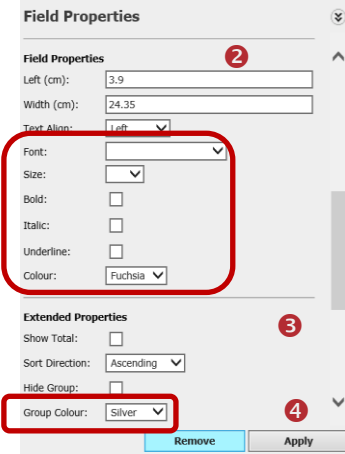 Field Properties
Field Properties 2
Left (cm): 3.9
Width (cm): 24.35
Text Align: Left
Font:
Size:
Bold:
Italic:
Underline:
Colour: Fuchsia
Extended Properties
3
Show Total:
Sort Direction: Ascending
Hide Group:
Group Colour: Silver 4
Remove Apply